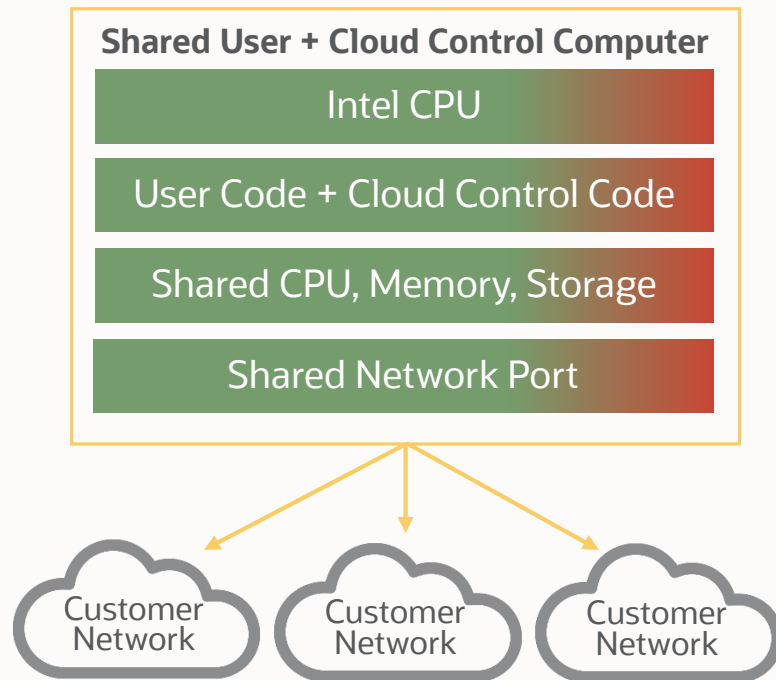 Shared User + Cloud Control Computer
Intel CPU
User Code + Cloud Control Code
Shared CPU, Memory, Storage
Shared Network Port
Customer
Network
Customer
Network
Customer
Network